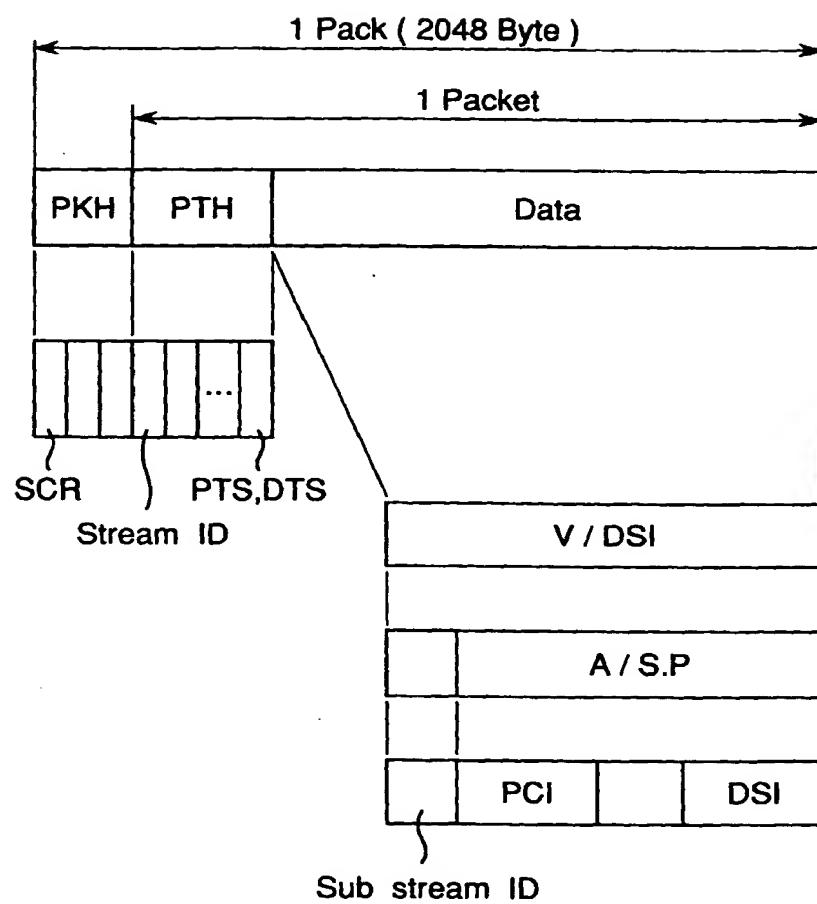 1 Pack ( 2048 Byte )
1 Packet
PKH PTH Data
...
SCR PTS,DTS
Stream ID
V / DSI
A / S.P
PCI DSI
Sub stream ID